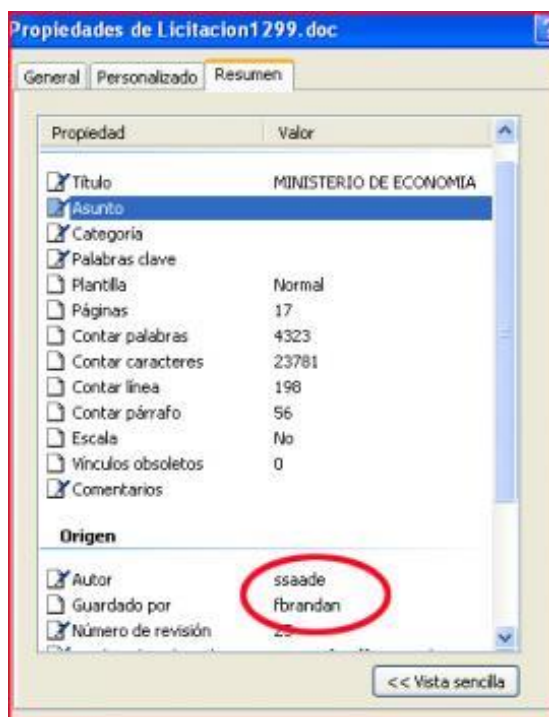 Propiedades de Licitacion1299.doc
General Personalizado Resumen
Propiedad Valor
Título MINISTERIO DE ECONOMIA
Asunto
Categoría
Palabras clave
Plantilla Normal
Páginas 17
Contar palabras 4323
Contar caracteres 23781
Contar línea 198
Contar párrafo 56
Escala No
Vínculos obsoletos 0
Comentarios
Origen
Autor ssaade
Guardado por fbrandan
Número de revisión
<< Vista sencilla